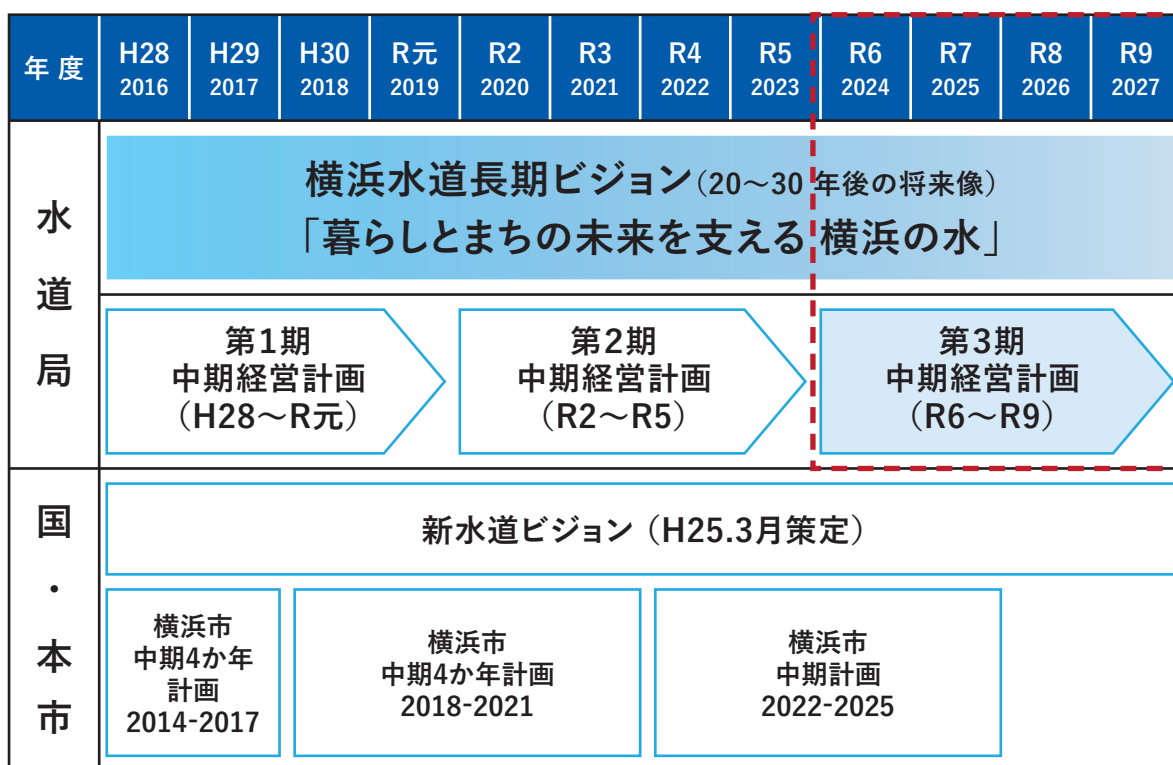 年度
H28 H29 H30 R元 R2 R3 R4 R5 R6 R7 R8 R9
2016 2017 2018 2019 2020 2021 2022 2023 2024 2025 2026 2027
水道局
横浜水道長期ビジョン(20〜30年後の将来像)
「暮らしとまちの未来を支える横浜の水」
第1期
中期経営計画
(H28〜R元)
第2期
中期経営計画
(R2〜R5)
第3期
中期経営計画
(R6〜R9)
国・本市
新水道ビジョン(H25.3月策定)
横浜市
中期4か年
計画
2014-2017
横浜市
中期4か年計画
2018-2021
横浜市
中期計画
2022-2025